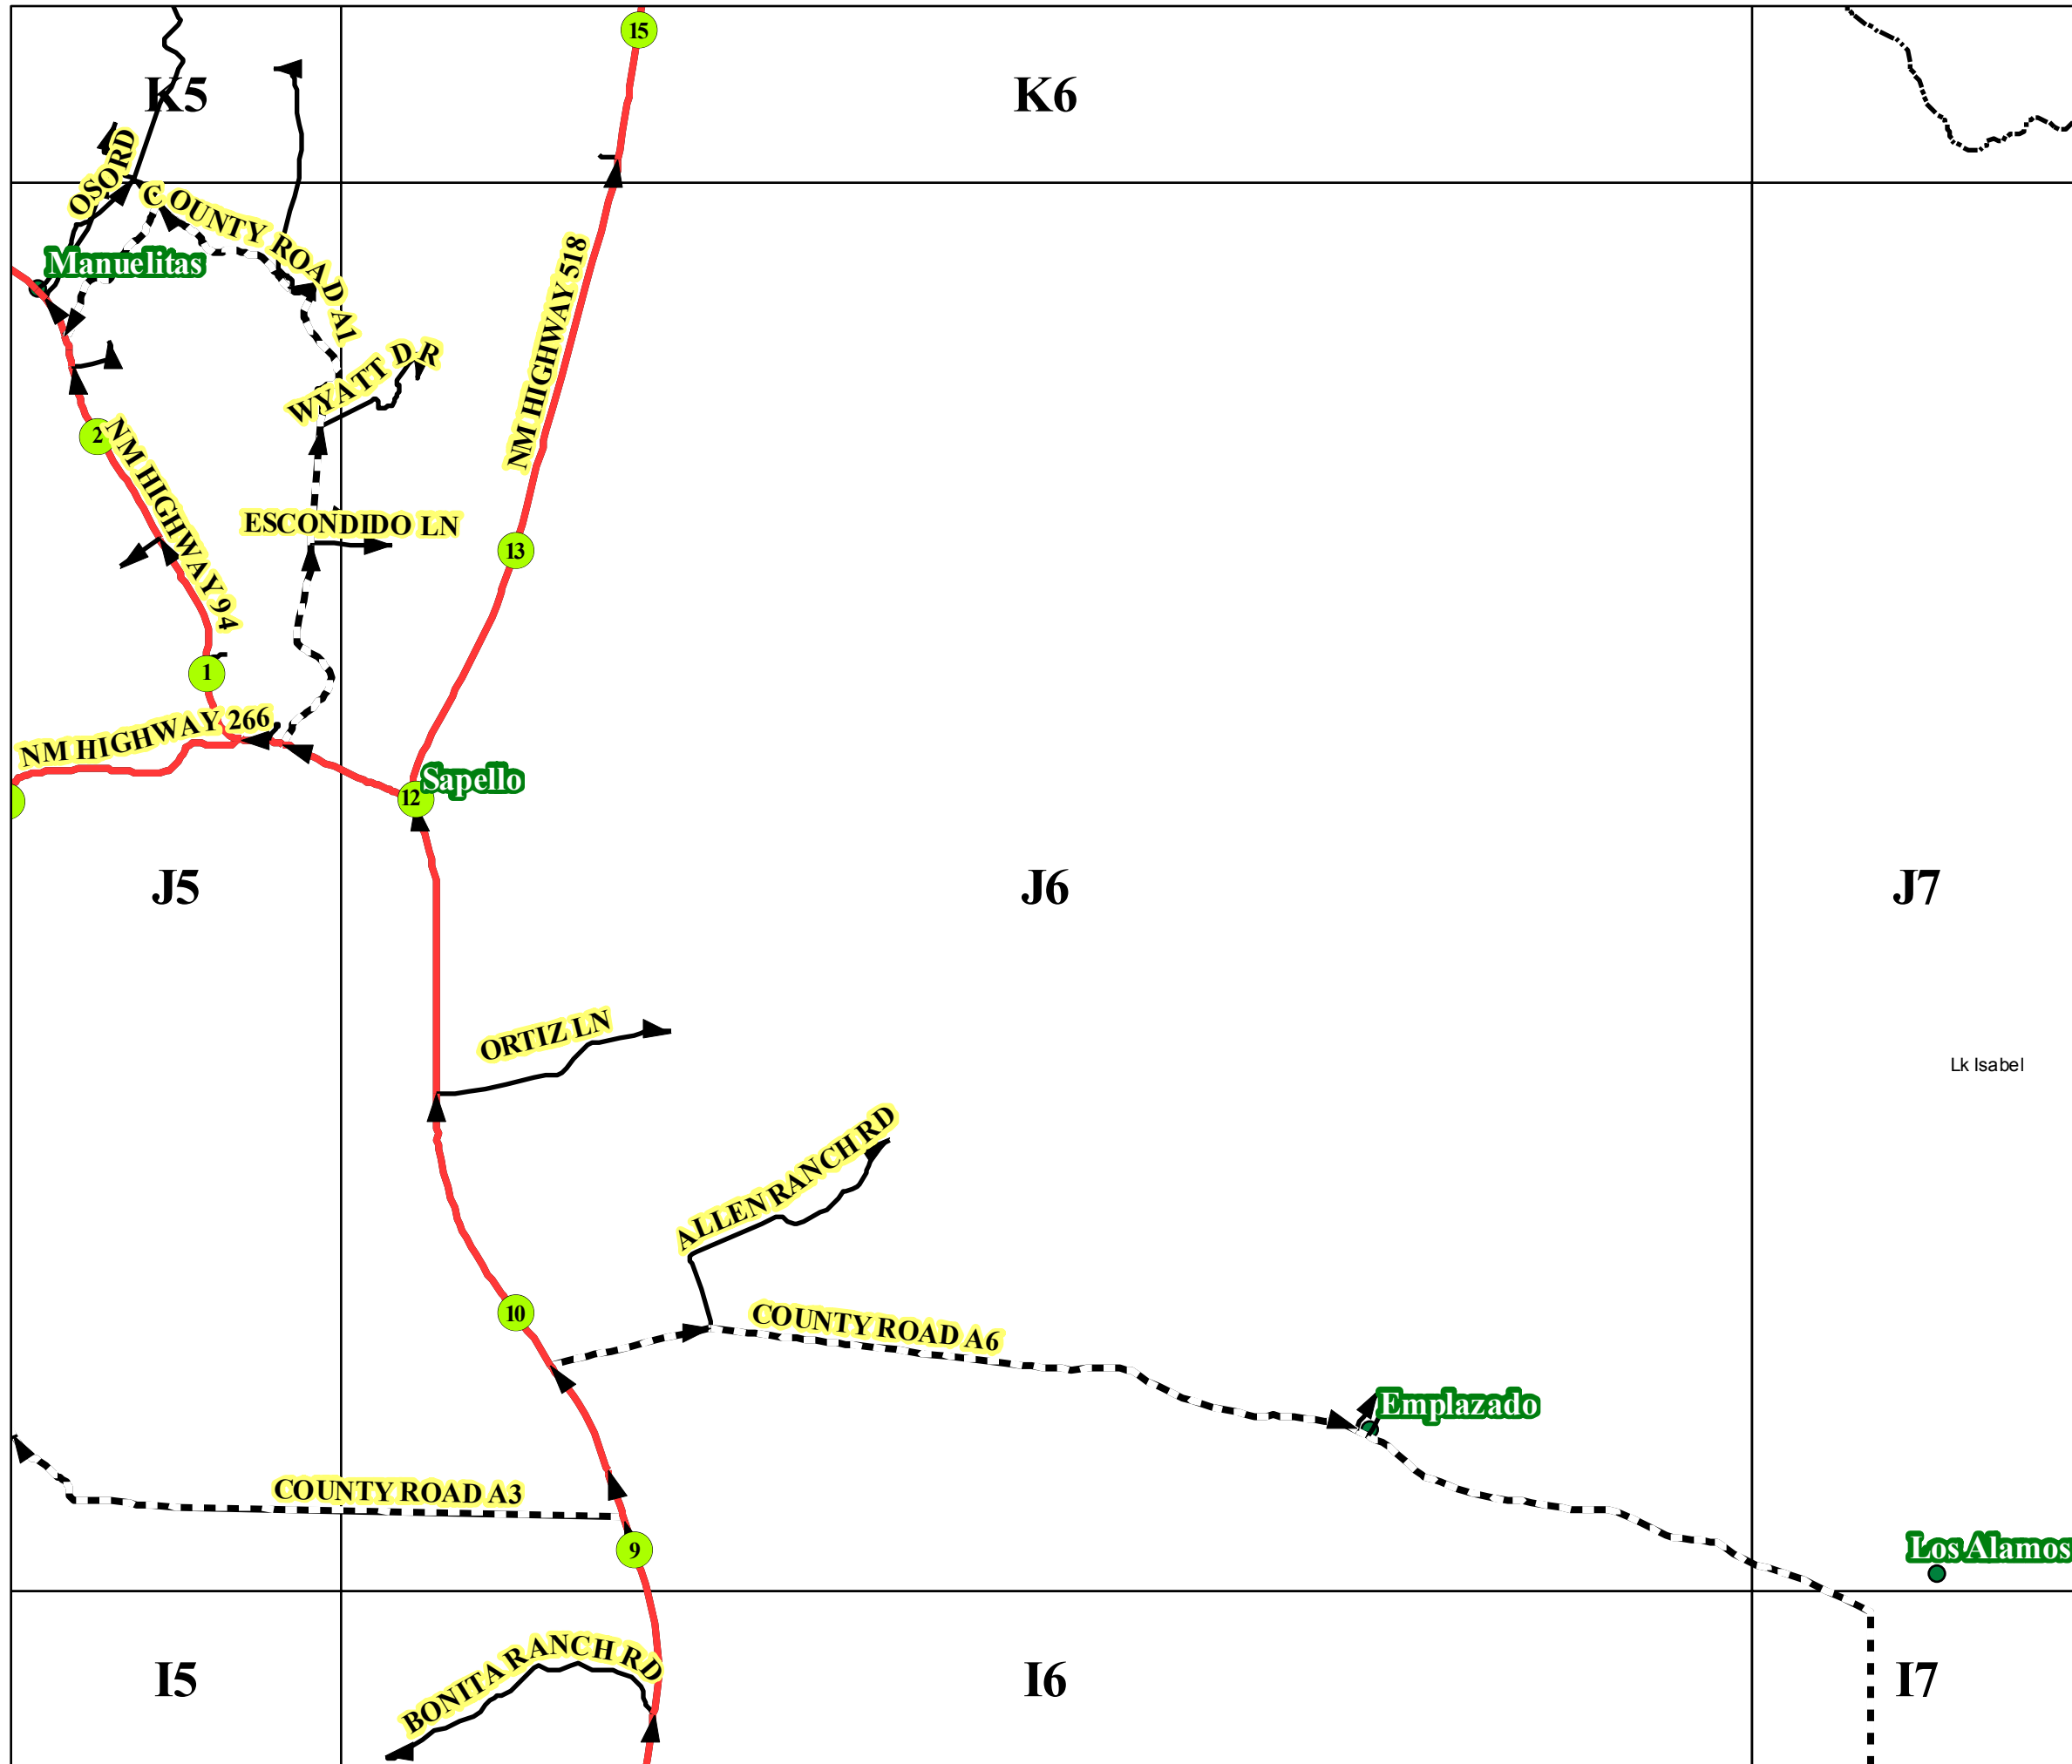 15
K5
K6
OSORD
COUNTY ROAD A1
Manuelitas
NM HIGHWAY 518
WYATT DR
2
NM HIGHWAY 94
ESCONDIDO LN
13
1
NM HIGHWAY 266
Sapello
12
J5
J6
J7
ORTIZ LN
Lk Isabel
ALLEN RANCH RD
10
COUNTY ROAD A6
Emplazado
COUNTY ROAD A3
9
Los Alamos
BONITA RANCH RD
I5
I6
I7